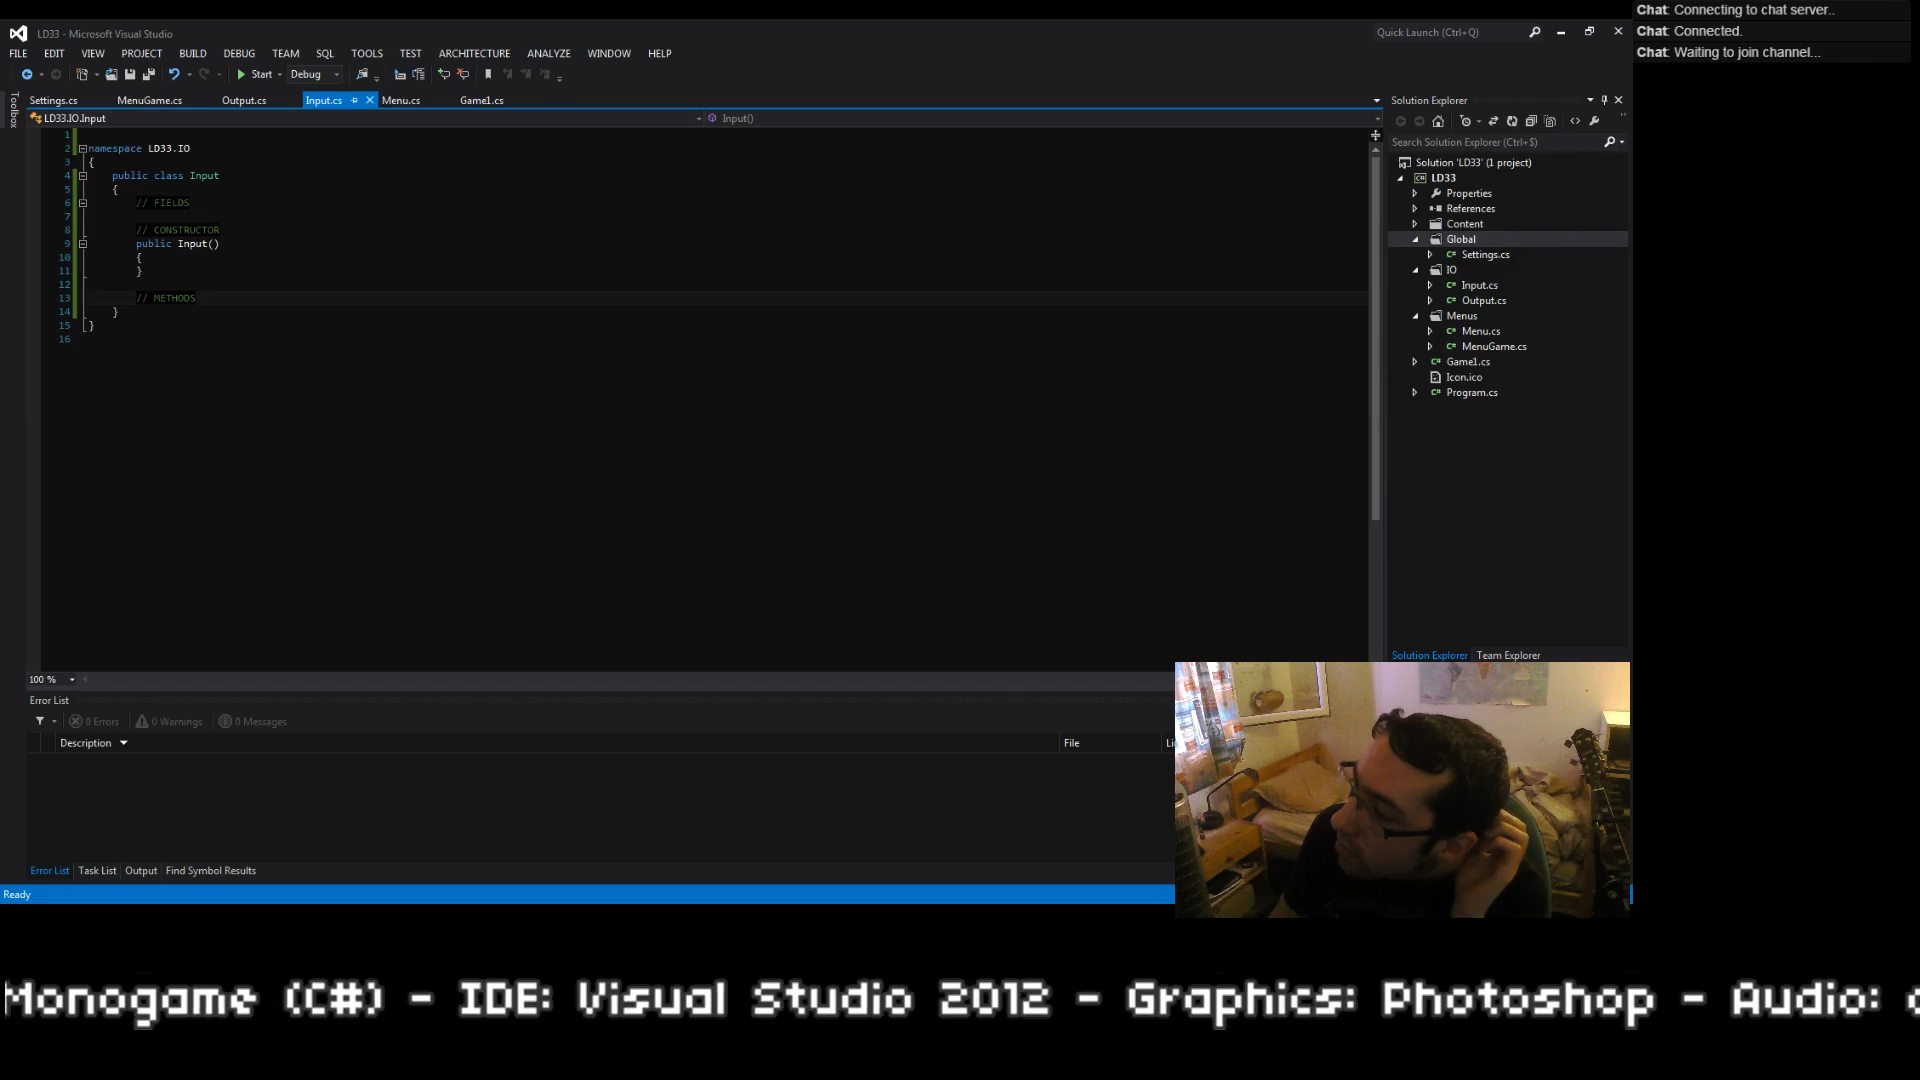 LD33 - Microsoft Visual Studio
Quick Launch (Ctrl+Q)
FILE EDIT VIEW PROJECT BUILD DEBUG TEAM SQL TOOLS TEST ARCHITECTURE ANALYZE WINDOW HELP
Start Debug
Toolbox
Settings.cs MenuGame.cs Output.cs Input.cs Menu.cs Game1.cs
LD33.IO.Input Input()
1
2 namespace LD33.IO
3 {
4 public class Input
5 {
6 // FIELDS
7
8 // CONSTRUCTOR
9 public Input()
10 {
11 }
12
13 // METHODS
14 }
15 }
16
100 %
Error List
0 Errors 0 Warnings 0 Messages
Description File Li
Error List Task List Output Find Symbol Results
Ready
Solution Explorer
Search Solution Explorer (Ctrl+$)
Solution 'LD33' (1 project)
LD33
Properties
References
Content
Global
Settings.cs
IO
Input.cs
Output.cs
Menus
Menu.cs
MenuGame.cs
Game1.cs
Icon.ico
Program.cs
Solution Explorer Team Explorer
Chat: Connecting to chat server..
Chat: Connected.
Chat: Waiting to join channel...
Monogame (C#) - IDE: Visual Studio 2012 - Graphics: Photoshop - Audio: